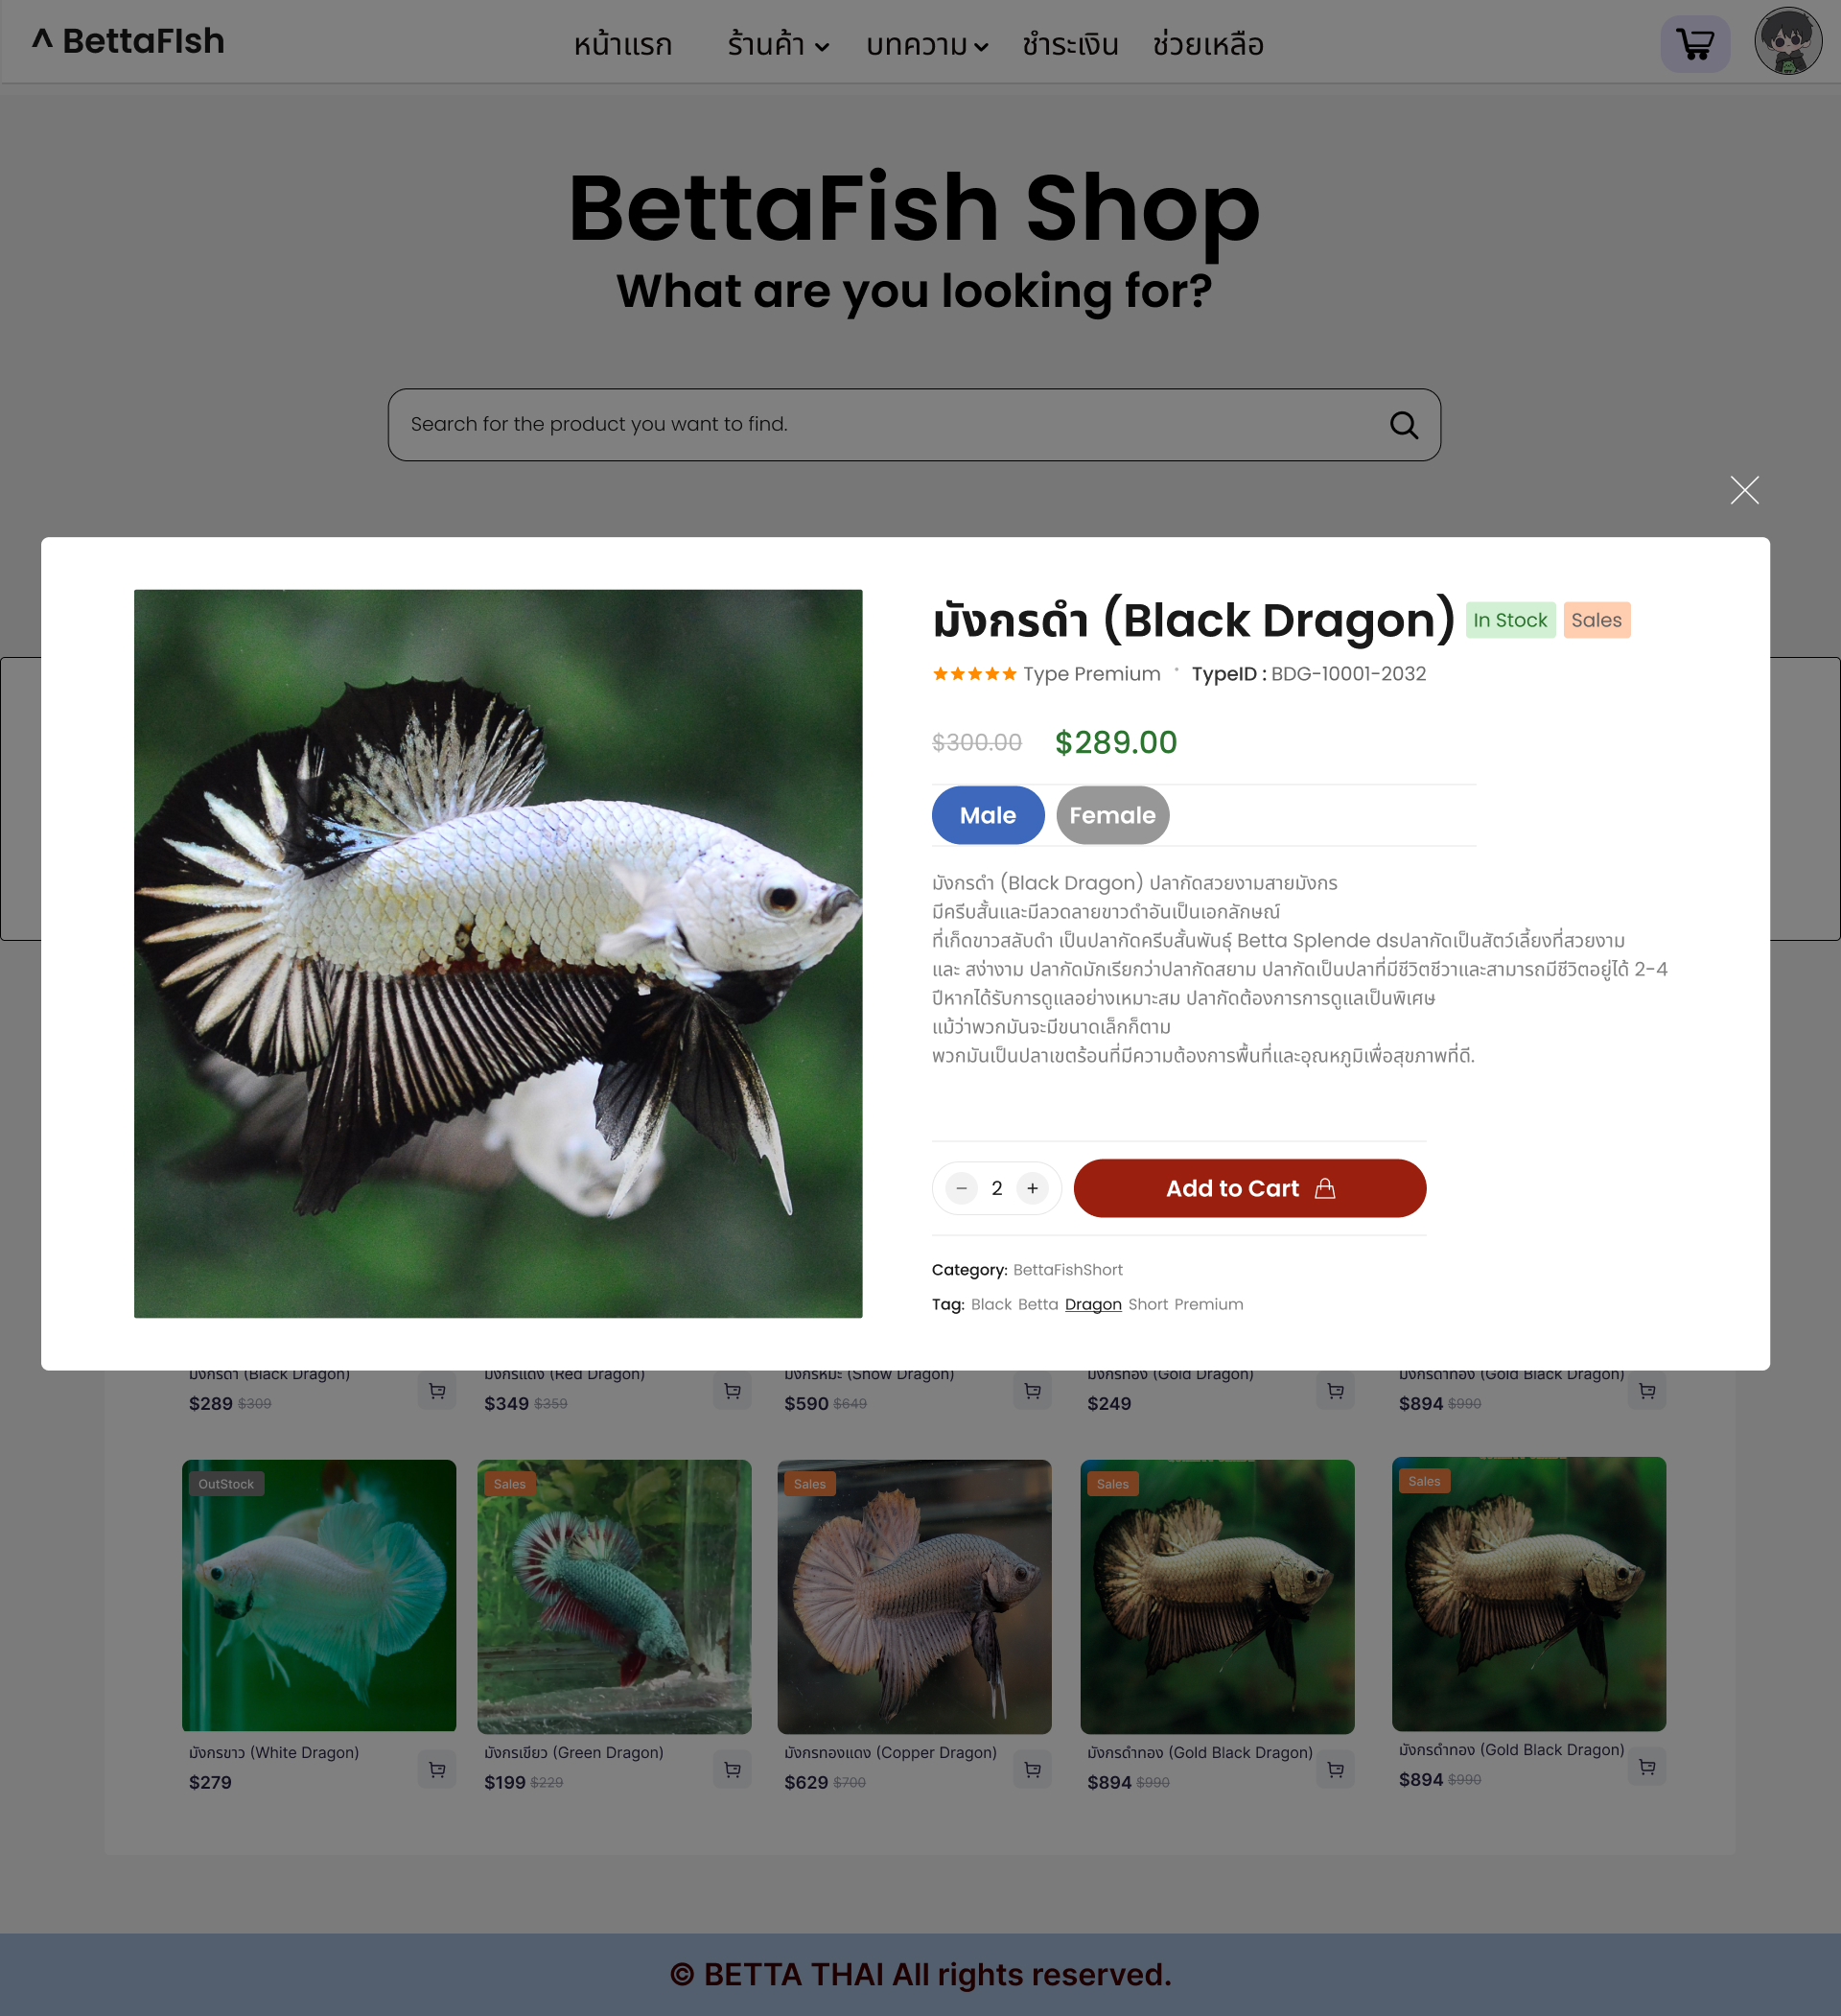 ^ BettaFIsh
หน้าแรก ร้านค้า บทความ ชำระเงิน ช่วยเหลือ
BettaFish Shop
What are you looking for?
Search for the product you want to find.
มังกรดำ (Black Dragon) In Stock Sales
Type Premium • TypeID : BDG-10001-2032
$300.00 $289.00
Male Female
มังกรดำ (Black Dragon) ปลากัดสวยงามสายมังกร
มีครีบสั้นและมีลวดลายขาวดำอันเป็นเอกลักษณ์
ที่เก็ดขาวสลับดำ เป็นปลากัดครีบสั้นพันธุ์ Betta Splende dsปลากัดเป็นสัตว์เลี้ยงที่สวยงาม
และ สง่างาม ปลากัดมักเรียกว่าปลากัดสยาม ปลากัดเป็นปลาที่มีชีวิตชีวาและสามารถมีชีวิตอยู่ได้ 2-4
ปีหากได้รับการดูแลอย่างเหมาะสม ปลากัดต้องการการดูแลเป็นพิเศษ
แม้ว่าพวกมันจะมีขนาดเล็กก็ตาม
พวกมันเป็นปลาเขตร้อนที่มีความต้องการพื้นที่และอุณหภูมิเพื่อสุขภาพที่ดี.
− 2 + Add to Cart
Category: BettaFishShort
Tag: Black Betta Dragon Short Premium
มังกรดำ (Black Dragon) มังกรแดง (Red Dragon) มังกรหิมะ (Snow Dragon) มังกรทอง (Gold Dragon) มังกรดำทอง (Gold Black Dragon)
$289 $309 $349 $359 $590 $649 $249 $894 $990
OutStock Sales Sales Sales Sales
มังกรขาว (White Dragon) มังกรเขียว (Green Dragon) มังกรทองแดง (Copper Dragon) มังกรดำทอง (Gold Black Dragon) มังกรดำทอง (Gold Black Dragon)
$279 $199 $229 $629 $700 $894 $990 $894 $990
© BETTA THAI All rights reserved.